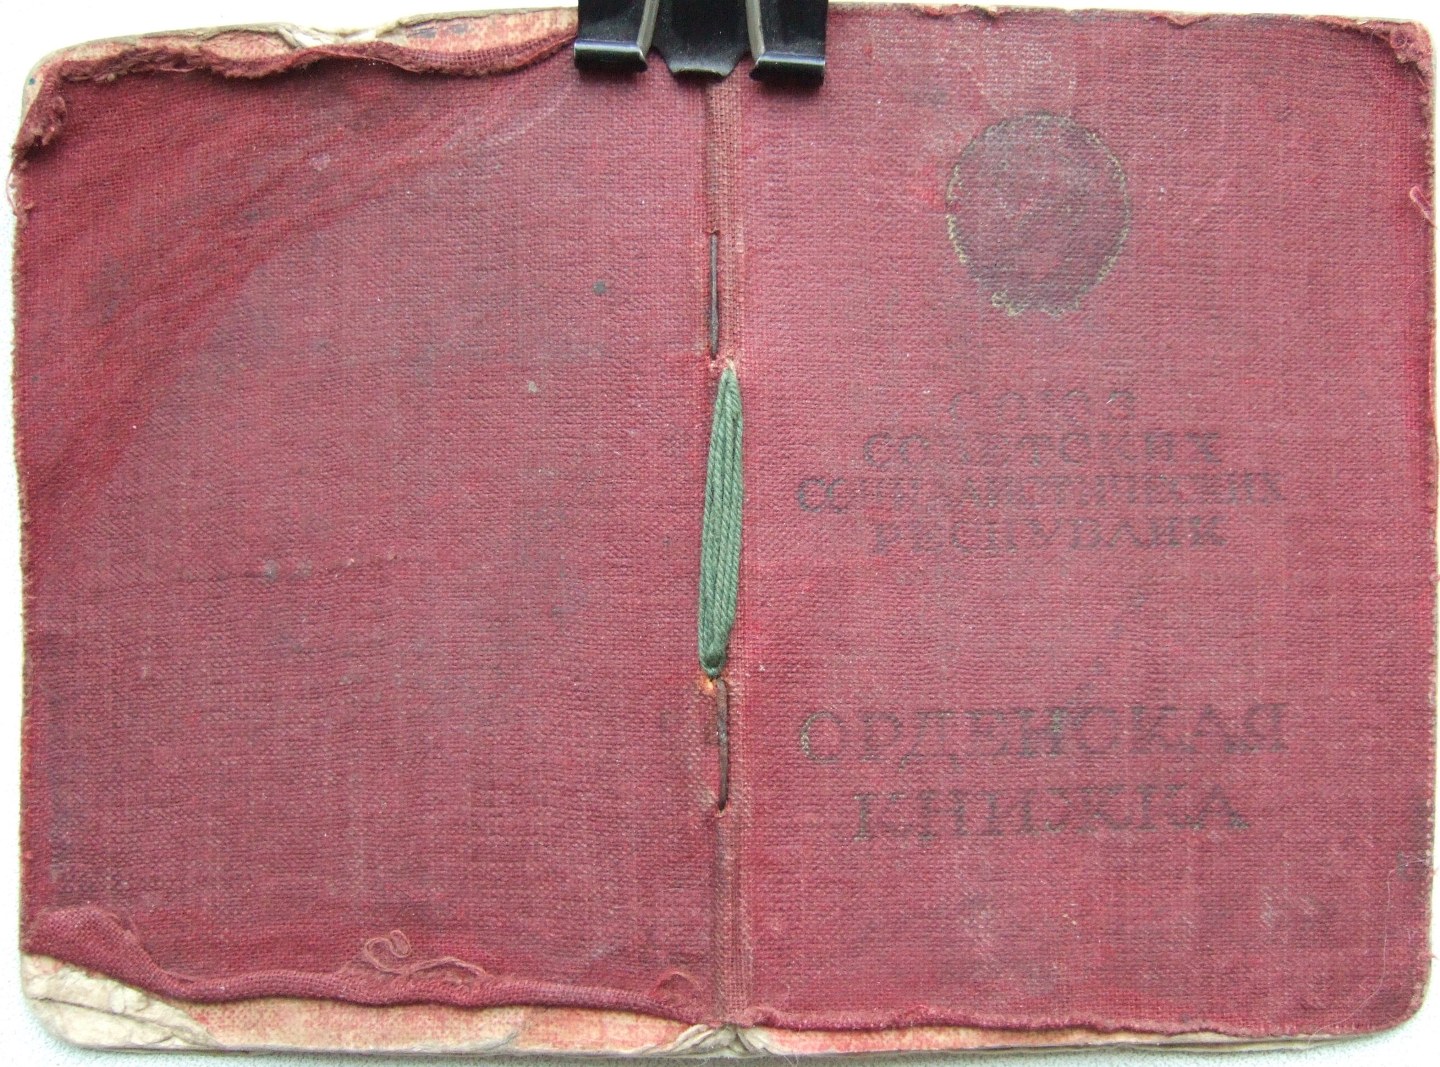 СОЮЗ
СОВЕТСКИХ
СОЦИАЛИСТИЧЕСКИХ
РЕСПУБЛИК
ОРДЕНСКАЯ
КНИЖКА